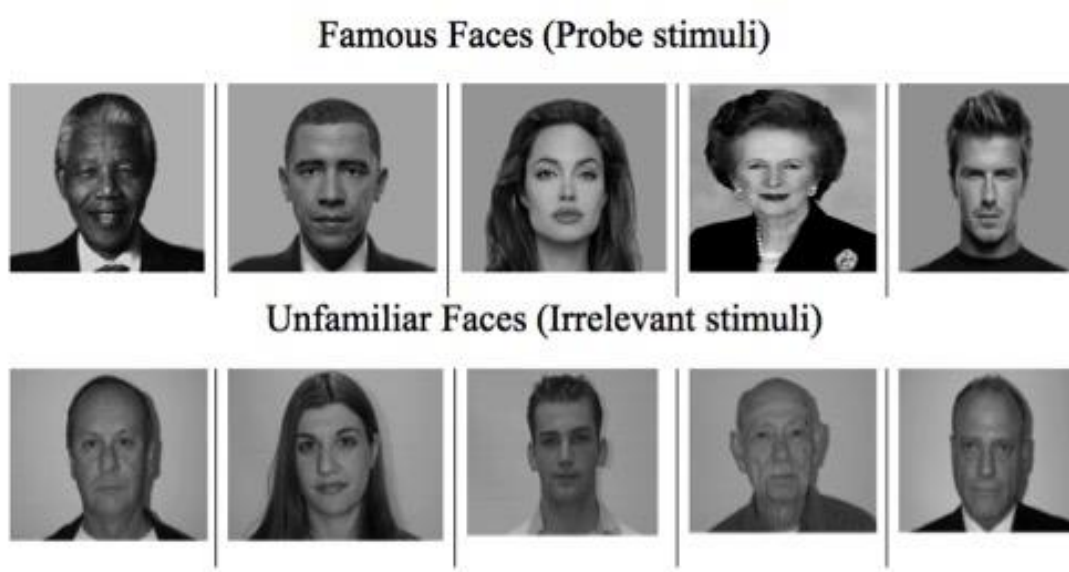 Famous Faces (Probe stimuli)
Unfamiliar Faces (Irrelevant stimuli)